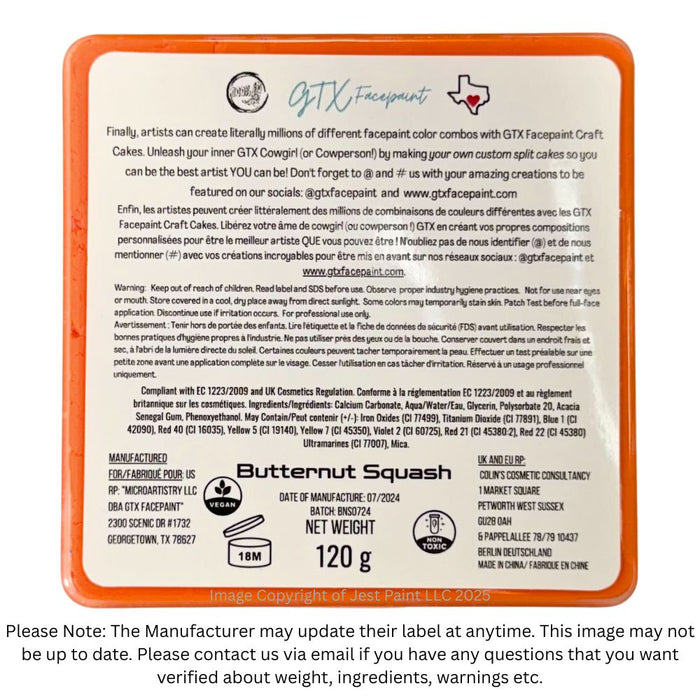 GTX Facepaint
Finally, artists can create literally millions of different facepaint color combos with GTX Facepaint Craft
Cakes. Unleash your inner GTX Cowgirl (or Cowperson!) by making your own custom split cakes so you
can be the best artist YOU can be! Don't forget to @ and # us with your amazing creations to be
featured on our socials: @gtxfacepaint and www.gtxfacepaint.com
Enfin, les artistes peuvent créer littéralement des millions de combinaisons de couleurs différentes avec les GTX
Facepaint Craft Cakes. Libérez votre âme de cowgirl (ou cowperson !) GTX en créant vos propres compositions
personnalisées pour être le meilleur artiste QUE vous pouvez être ! N'oubliez pas de nous identifier (@) et de nous
mentionner (#) avec vos créations incroyables pour être mis en avant sur nos réseaux sociaux : @gtxfacepaint et
www.gtxfacepaint.com.
Warning: Keep out of reach of children. Read label and SDS before use. Observe proper industry hygiene practices. Not for use near eyes
or mouth. Store covered in a cool, dry place away from direct sunlight. Some colors may temporarily stain skin. Patch Test before full-face
application. Discontinue use if irritation occurs. For professional use only.
Avertissement : Tenir hors de portée des enfants. Lire l'étiquette et la fiche de données de sécurité (FDS) avant utilisation. Respecter les
bonnes pratiques d'hygiène propres à l'industrie. Ne pas utiliser près des yeux ou de la bouche. Conserver couvert dans un endroit frais et
sec, à l'abri de la lumière directe du soleil. Certaines couleurs peuvent tacher temporairement la peau. Effectuer un test préalable sur une
petite zone avant une application complète sur le visage. Cesser l'utilisation en cas de tâcher d'irritation. Réservé à un usage professionnel
uniquement.
Compliant with EC 1223/2009 and UK Cosmetics Regulation. Conforme à la réglementation EC 1223/2009 et au règlement
britannique sur les cosmétiques. Ingredients/Ingrédients: Calcium Carbonate, Aqua/Water/Eau, Glycerin, Polysorbate 20, Acacia
Senegal Gum, Phenoxyethanol. May Contain/Peut contenir (+/-): Iron Oxides (CI 77499), Titanium Dioxide (CI 77891), Blue 1 (CI
42090), Red 40 (CI 16035), Yellow 5 (CI 19140), Yellow 7 (CI 45350), Violet 2 (CI 60725), Red 21 (CI 45380:2), Red 22 (CI 45380)
Ultramarines (CI 77007), Mica.
MANUFACTURED
FOR/FABRIQUÉ POUR: US
RP: "MICROARTISTRY LLC
DBA GTX FACEPAINT"
2300 SCENIC DR #1732
GEORGETOWN, TX 78627
VEGAN
18M
Butternut Squash
DATE OF MANUFACTURE: 07/2024
BATCH: BNS0724
NET WEIGHT
120 g
NON
TOXIC
UK AND EU RP:
COLIN'S COSMETIC CONSULTANCY
1 MARKET SQUARE
PETWORTH WEST SUSSEX
GU28 0AH
& PAPPELALLEE 78/79 10437
BERLIN DEUTSCHLAND
MADE IN CHINA/ FABRIQUE EN CHINE
Image Copyright of Jest Paint LLC 2025
Please Note: The Manufacturer may update their label at anytime. This image may not
be up to date. Please contact us via email if you have any questions that you want
verified about weight, ingredients, warnings etc.